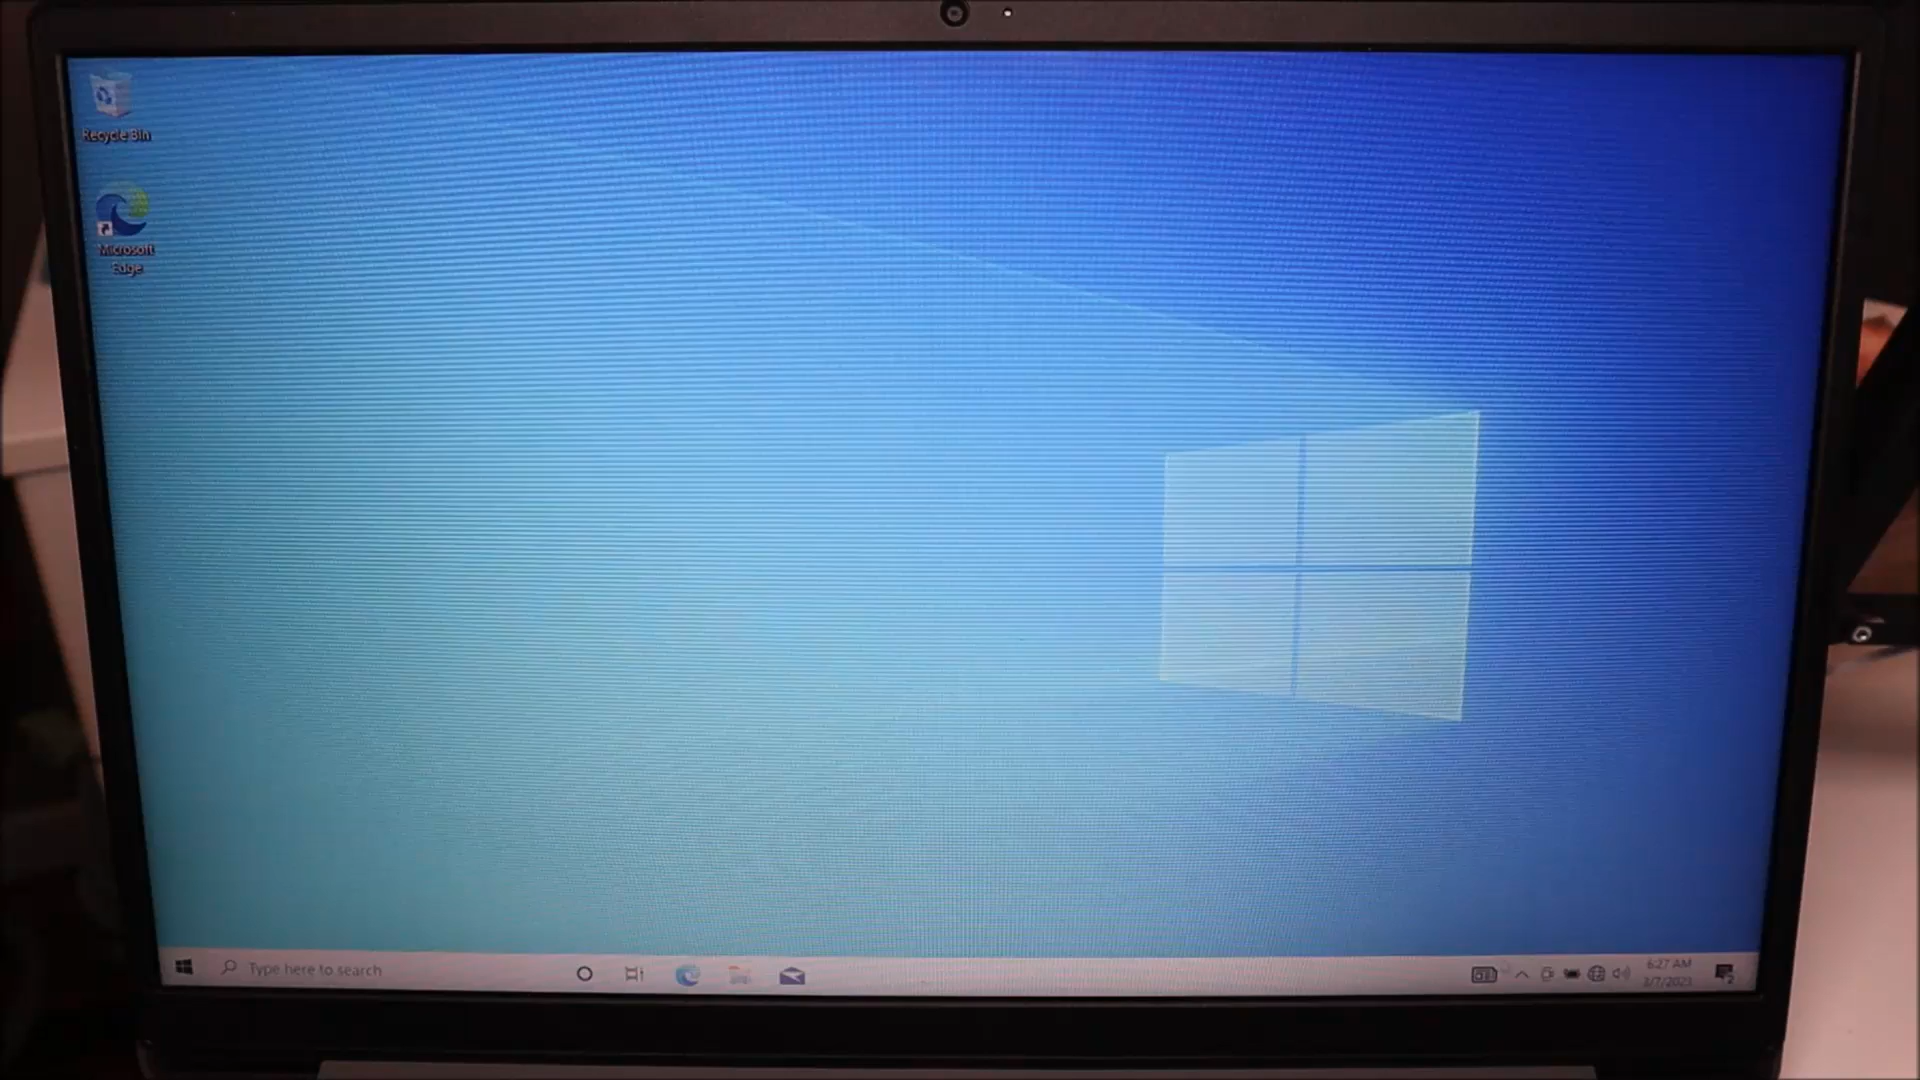 Recycle Bin
Microsoft
Edge
Type here to search
6:27 AM
3/7/2023